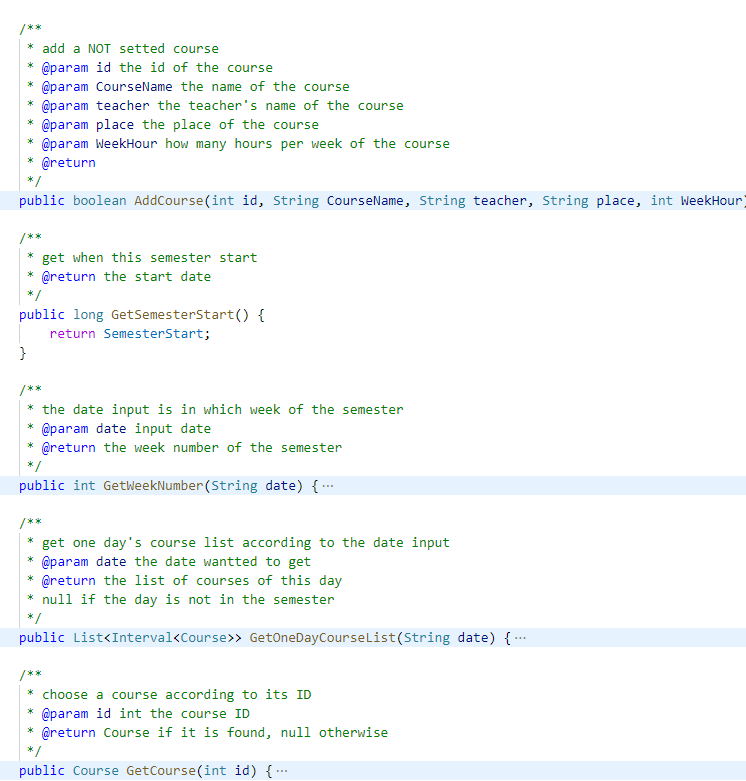 /**
 * add a NOT setted course
 * @param id the id of the course
 * @param CourseName the name of the course
 * @param teacher the teacher's name of the course
 * @param place the place of the course
 * @param WeekHour how many hours per week of the course
 * @return
 */
public boolean AddCourse(int id, String CourseName, String teacher, String place, int WeekHour)
/**
 * get when this semester start
 * @return the start date
 */
public long GetSemesterStart() {
    return SemesterStart;
}
/**
 * the date input is in which week of the semester
 * @param date input date
 * @return the week number of the semester
 */
public int GetWeekNumber(String date) {···
/**
 * get one day's course list according to the date input
 * @param date the date wantted to get
 * @return the list of courses of this day
 * null if the day is not in the semester
 */
public List<Interval<Course>> GetOneDayCourseList(String date) {···
/**
 * choose a course according to its ID
 * @param id int the course ID
 * @return Course if it is found, null otherwise
 */
public Course GetCourse(int id) {···